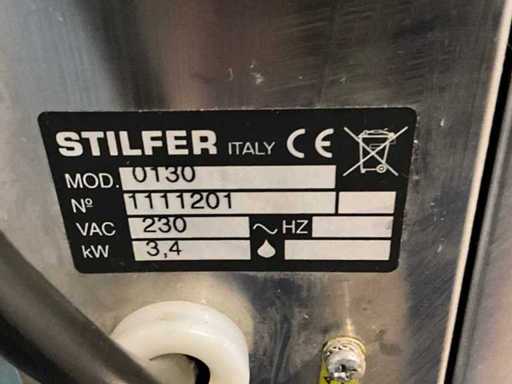 STILFER ITALY CE
MOD. 0130
Nº 1111201
VAC 230 ~ HZ
kW 3,4